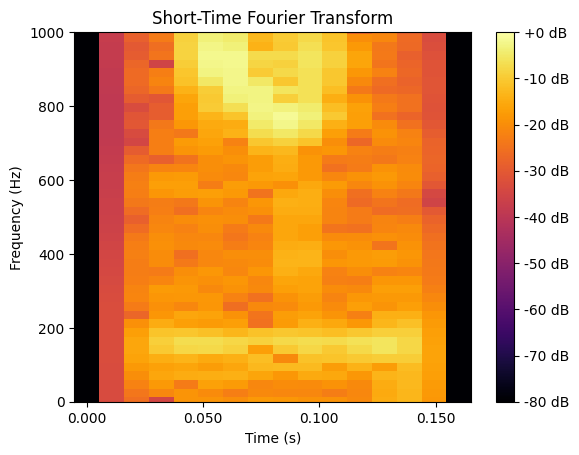 Short-Time Fourier Transform
1000
800
600
400
200
0
Frequency (Hz)
0.000
0.050
0.100
0.150
Time (s)
+0 dB
-10 dB
-20 dB
-30 dB
-40 dB
-50 dB
-60 dB
-70 dB
-80 dB